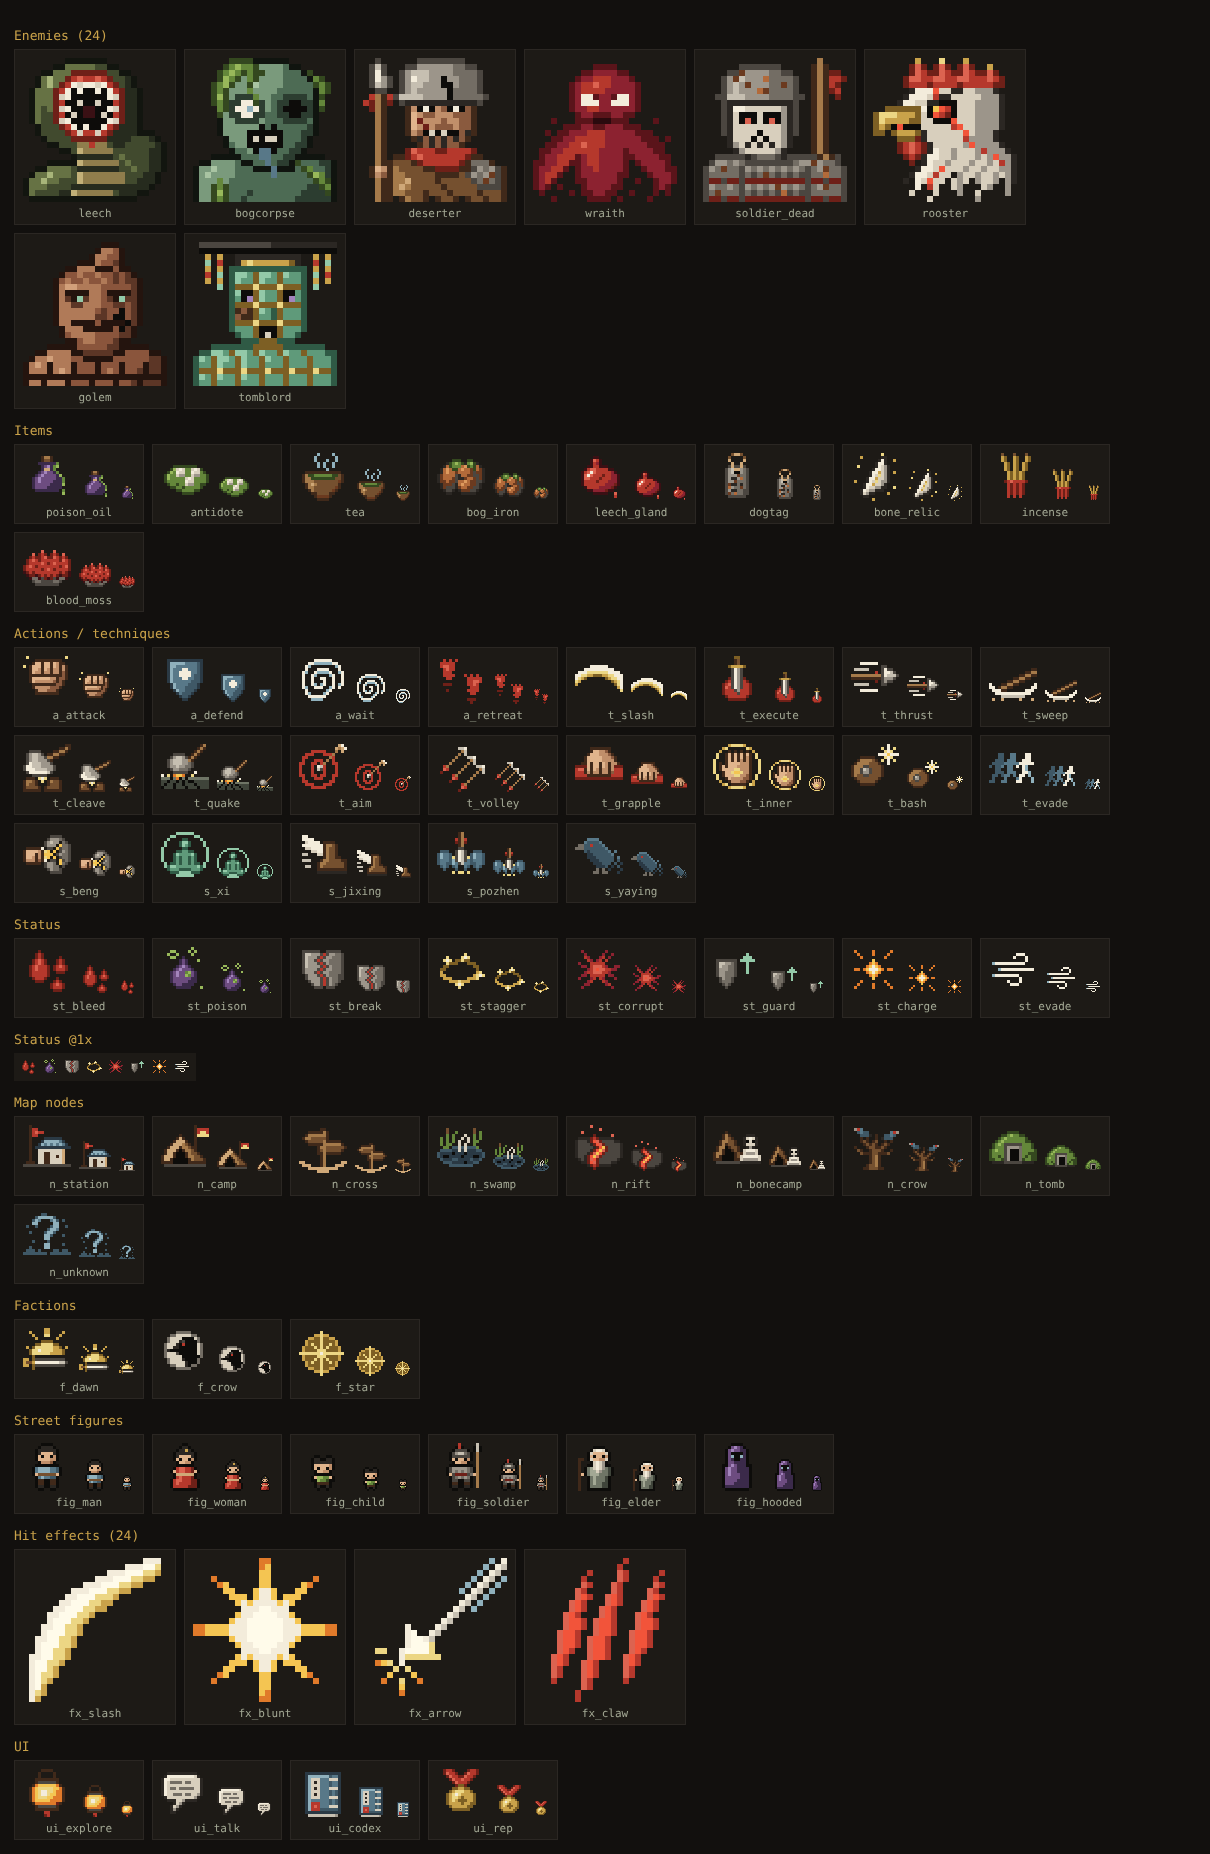 Enemies (24)
leech
bogcorpse
deserter
wraith
soldier_dead
rooster
golem
tomblord
Items
poison_oil
antidote
tea
bog_iron
leech_gland
dogtag
bone_relic
incense
blood_moss
Actions / techniques
a_attack
a_defend
a_wait
a_retreat
t_slash
t_execute
t_thrust
t_sweep
t_cleave
t_quake
t_aim
t_volley
t_grapple
t_inner
t_bash
t_evade
s_beng
s_xi
s_jixing
s_pozhen
s_yaying
Status
st_bleed
st_poison
st_break
st_stagger
st_corrupt
st_guard
st_charge
st_evade
Status @1x
Map nodes
n_station
n_camp
n_cross
n_swamp
n_rift
n_bonecamp
n_crow
n_tomb
n_unknown
Factions
f_dawn
f_crow
f_star
Street figures
fig_man
fig_woman
fig_child
fig_soldier
fig_elder
fig_hooded
Hit effects (24)
fx_slash
fx_blunt
fx_arrow
fx_claw
UI
ui_explore
ui_talk
ui_codex
ui_rep